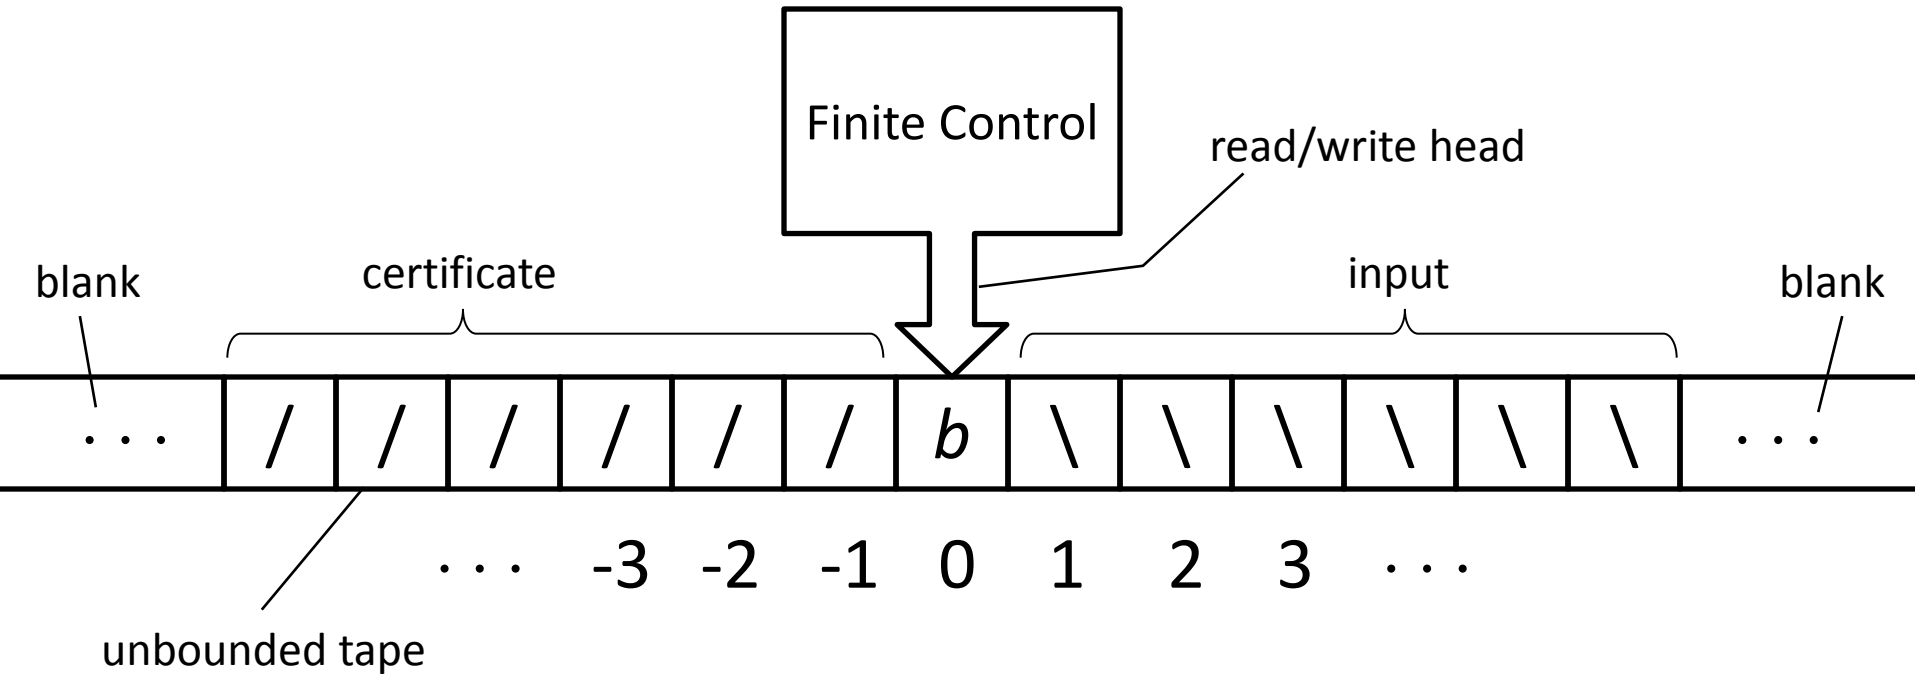 Finite Control
read/write head
blank
certificate
input
blank
· · · / / / / / / b \ \ \ \ \ \ · · ·
· · · -3 -2 -1 0 1 2 3 · · ·
unbounded tape